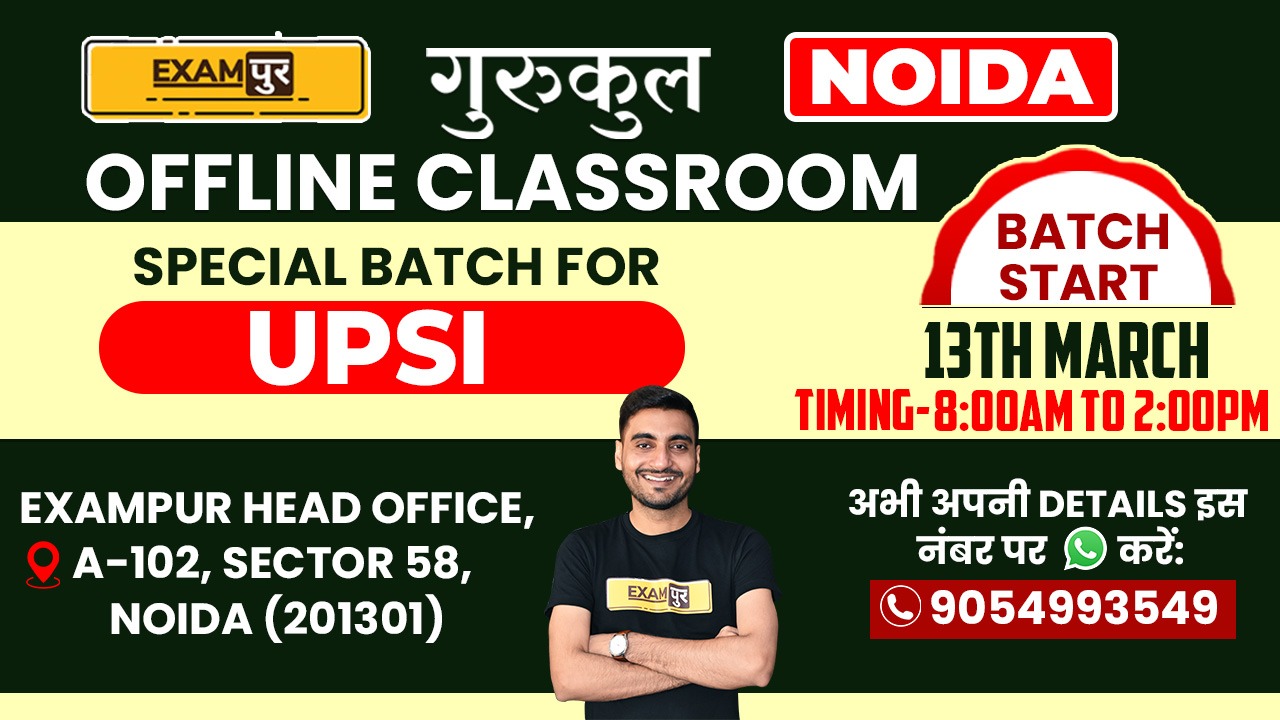 EXAMपुर
गुरुकुल
NOIDA
OFFLINE CLASSROOM
SPECIAL BATCH FOR
UPSI
BATCH
START
13TH MARCH
TIMING-8:00AM TO 2:00PM
EXAMPUR HEAD OFFICE,
A-102, SECTOR 58,
NOIDA (201301)
EXAMपुर
अभी अपनी DETAILS इस
नंबर पर करें:
9054993549